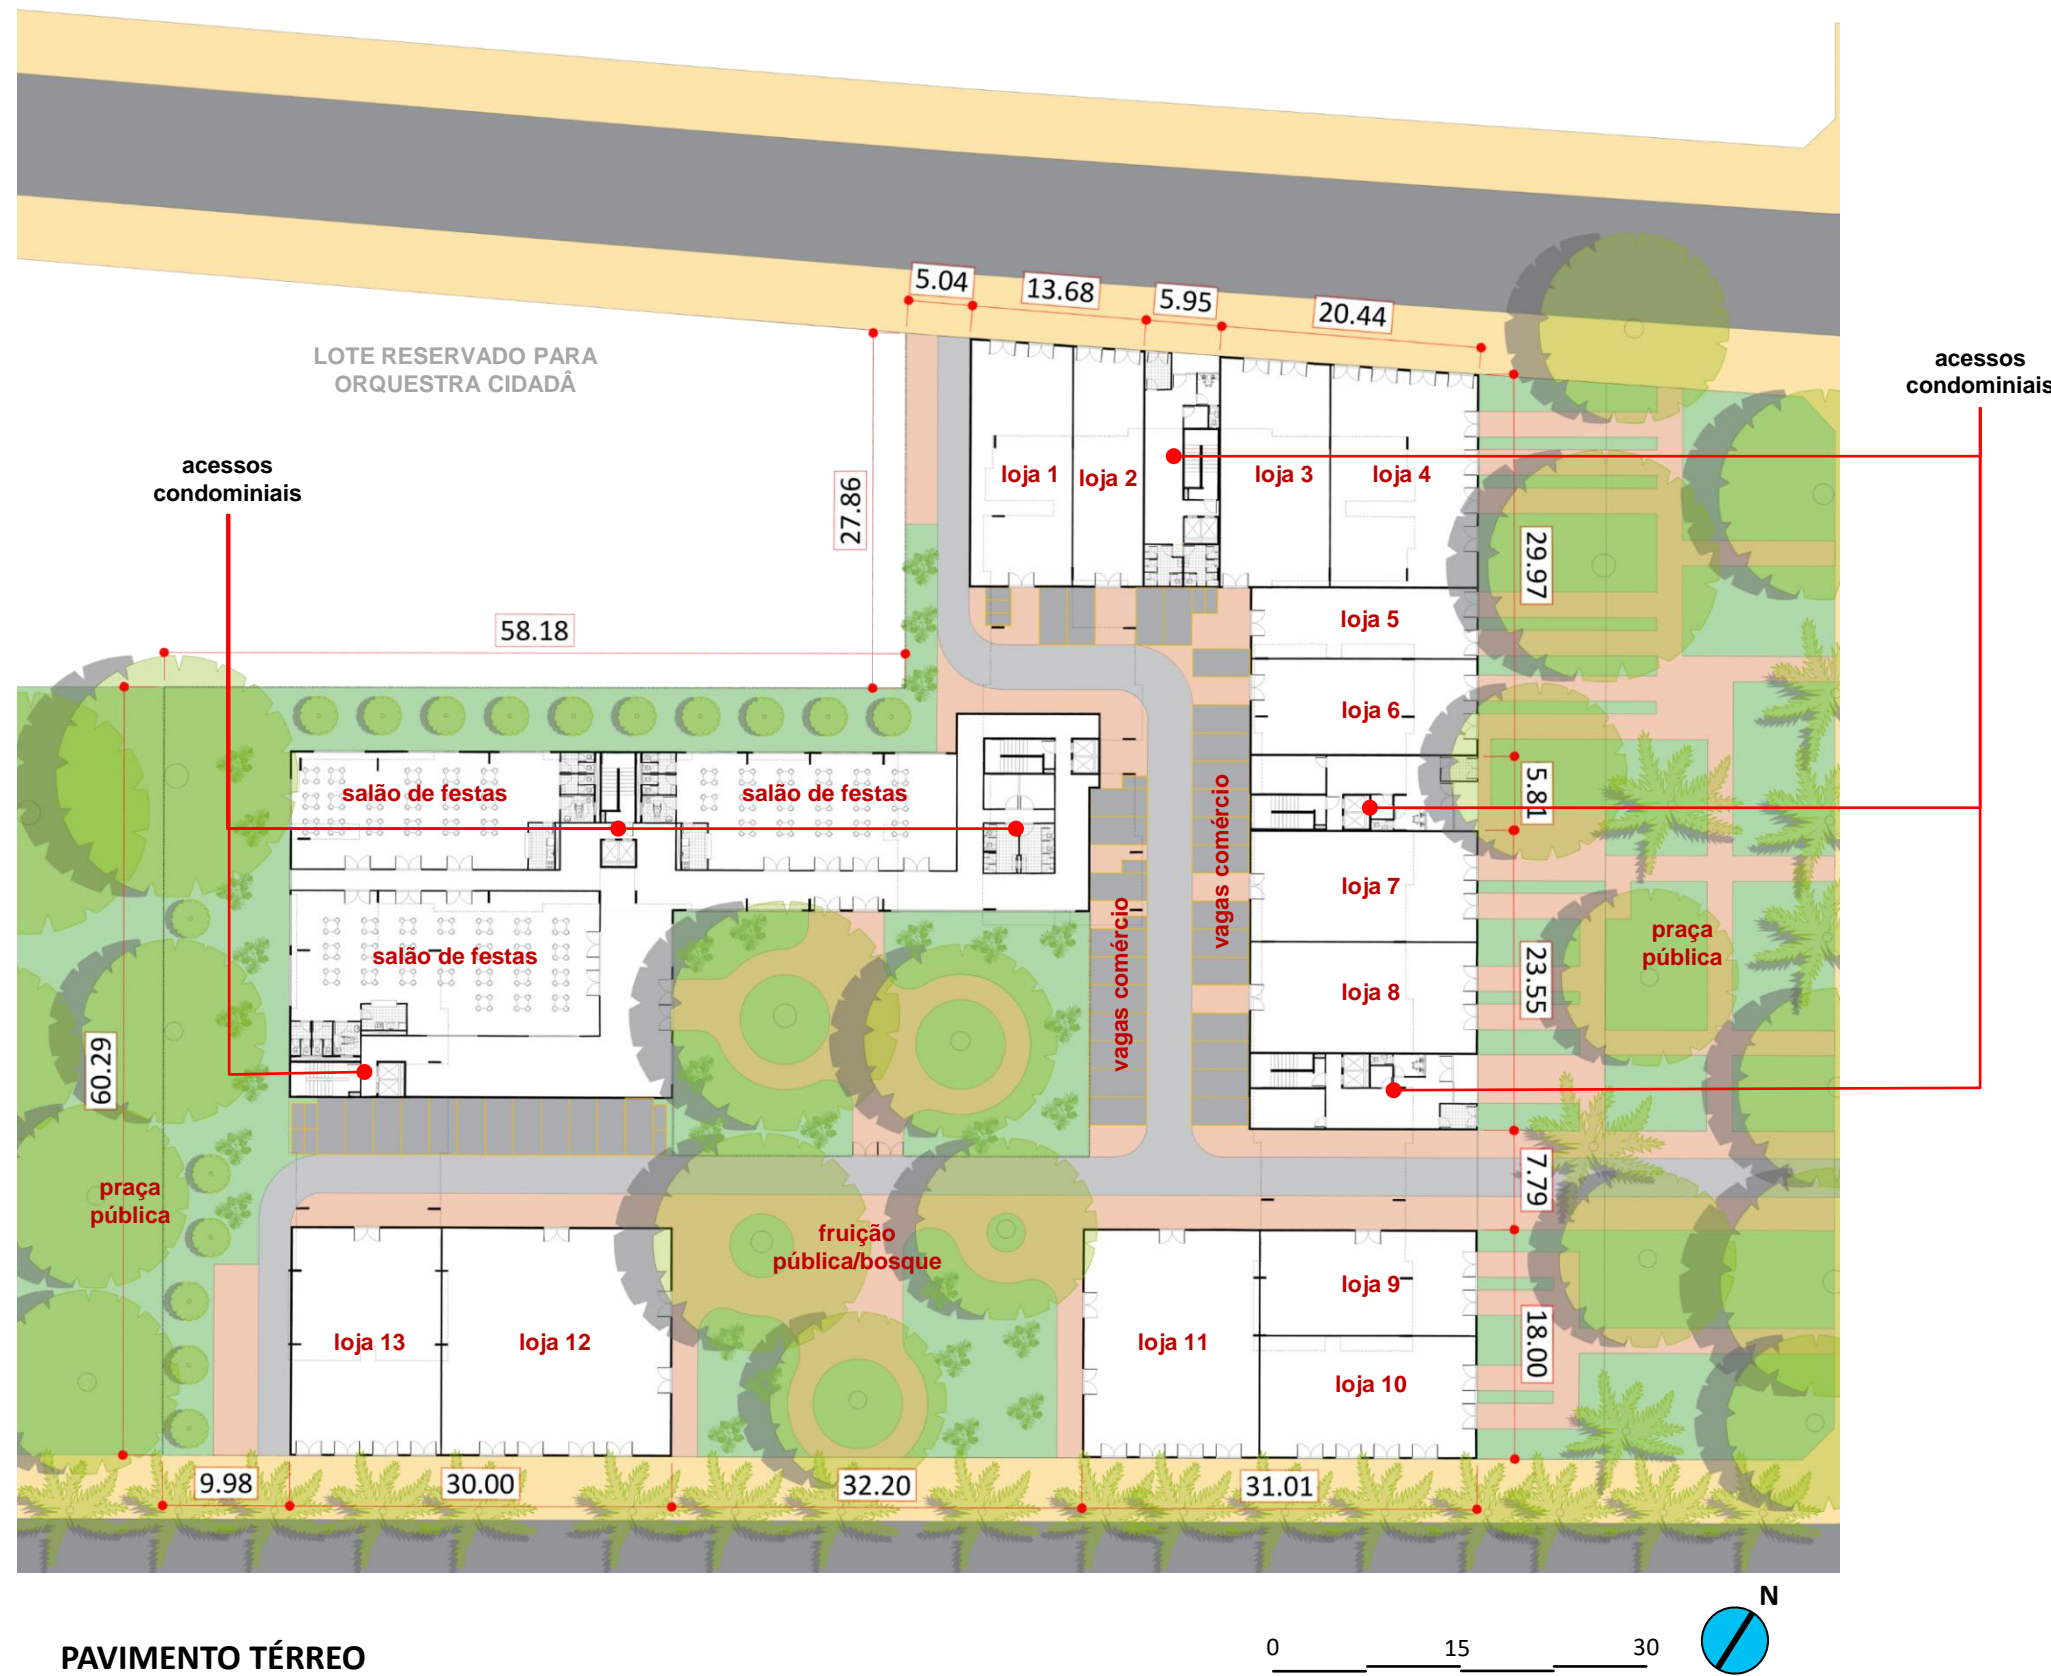 5.04
13.68
5.95
20.44
LOTE RESERVADO PARA
ORQUESTRA CIDADÂ
acessos
condominiais
acessos
condominiais
27.86
loja 1
loja 2
loja 3
loja 4
29.97
58.18
loja 5
loja 6
salão de festas
salão de festas
5.81
vagas comércio
loja 7
salão de festas
vagas comércio
praça
pública
loja 8
23.55
60.29
praça
pública
7.79
fruição
pública/bosque
loja 9
loja 13
loja 12
loja 11
18.00
loja 10
9.98
30.00
32.20
31.01
N
PAVIMENTO TÉRREO
0
15
30